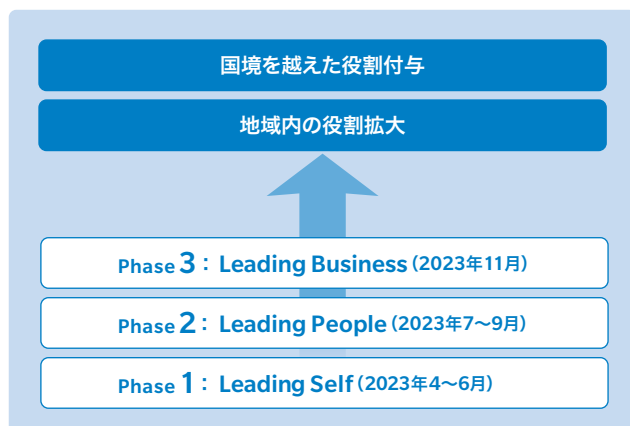 国境を越えた役割付与
地域内の役割拡大
Phase 3： Leading Business（2023年11月）
Phase 2： Leading People（2023年7〜9月）
Phase 1： Leading Self（2023年4〜6月）